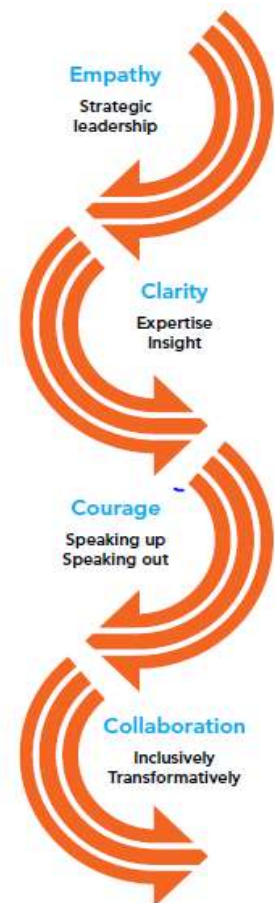 Empathy
Strategic
leadership
Clarity
Expertise
Insight
Courage
Speaking up
Speaking out
Collaboration
Inclusively
Transformatively